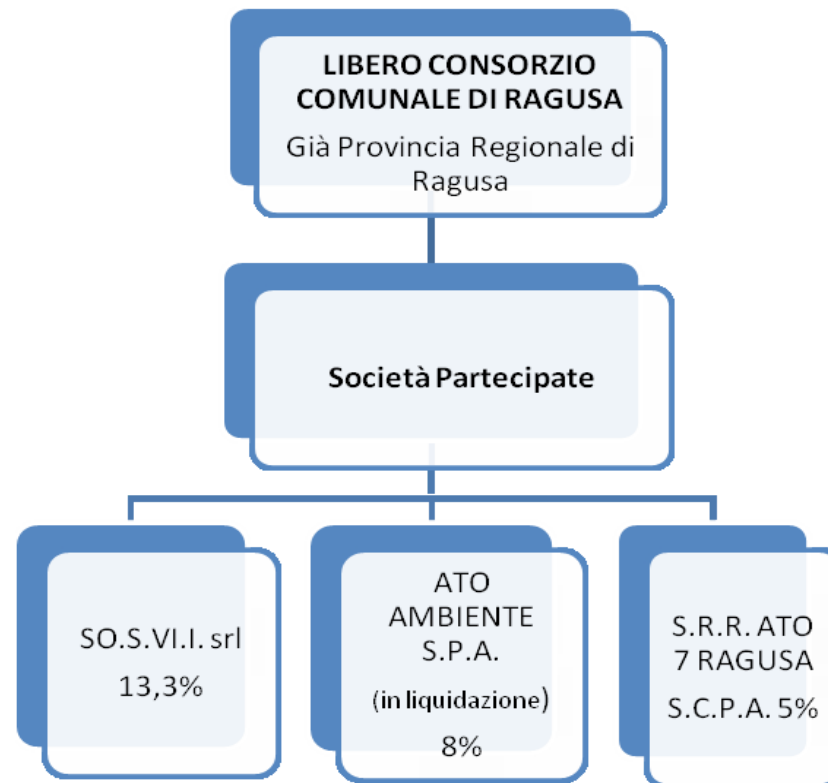 LIBERO CONSORZIO
COMUNALE DI RAGUSA
Già Provincia Regionale di
Ragusa
Società Partecipate
SO.S.VI.I. srl
13,3%
ATO
AMBIENTE
S.P.A.
(in liquidazione)
8%
S.R.R. ATO
7 RAGUSA
S.C.P.A. 5%